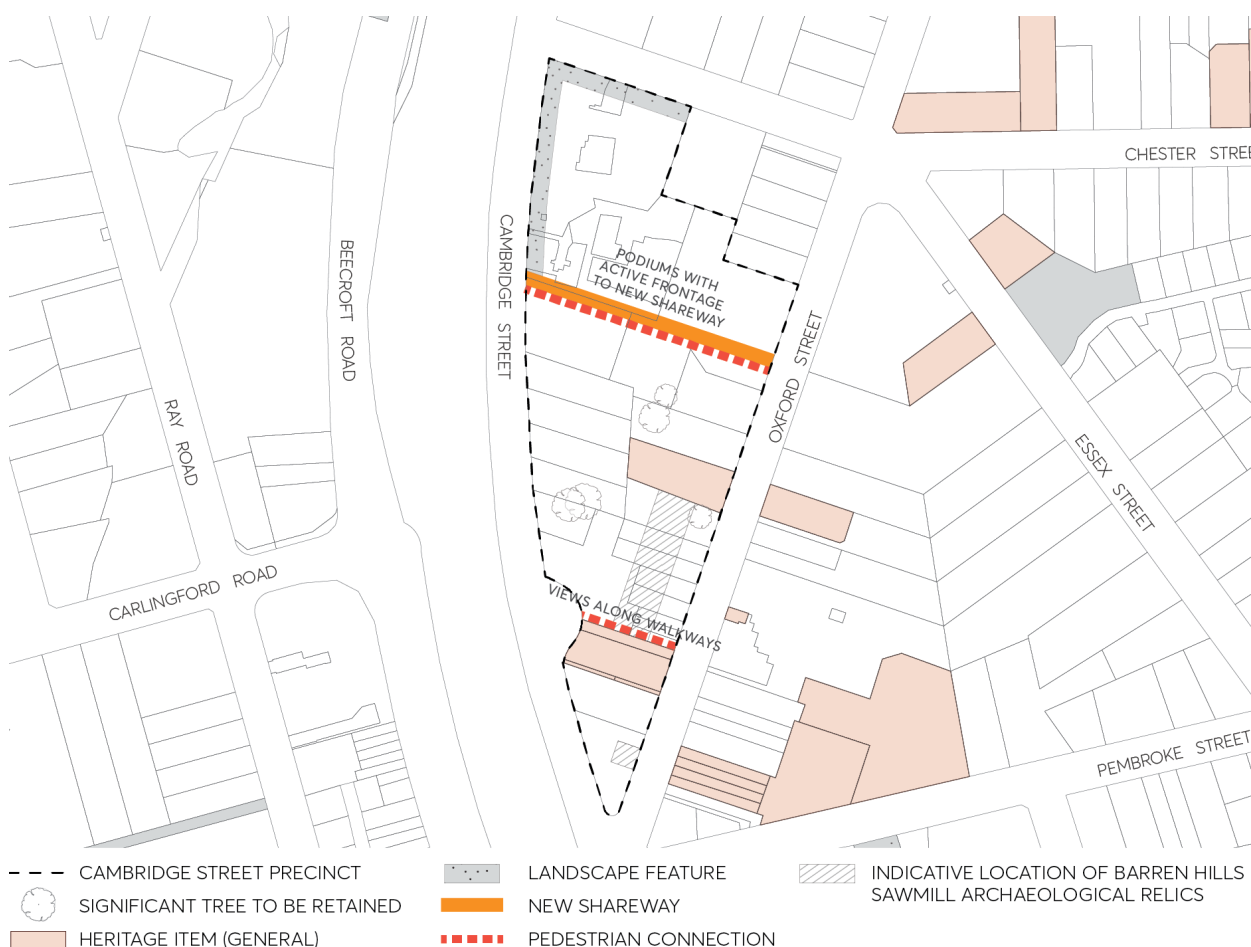 CHESTER STREE
CAMBRIDGE STREET
BEECROFT ROAD
PODIUMS WITH
ACTIVE FRONTAGE
TO NEW SHAREWAY
OXFORD STREET
RAY ROAD
ESSEX STREET
CARLINGFORD ROAD
VIEWS ALONG WALKWAYS
PEMBROKE STREET
CAMBRIDGE STREET PRECINCT
SIGNIFICANT TREE TO BE RETAINED
HERITAGE ITEM (GENERAL)
LANDSCAPE FEATURE
NEW SHAREWAY
PEDESTRIAN CONNECTION
INDICATIVE LOCATION OF BARREN HILLS
SAWMILL ARCHAEOLOGICAL RELICS